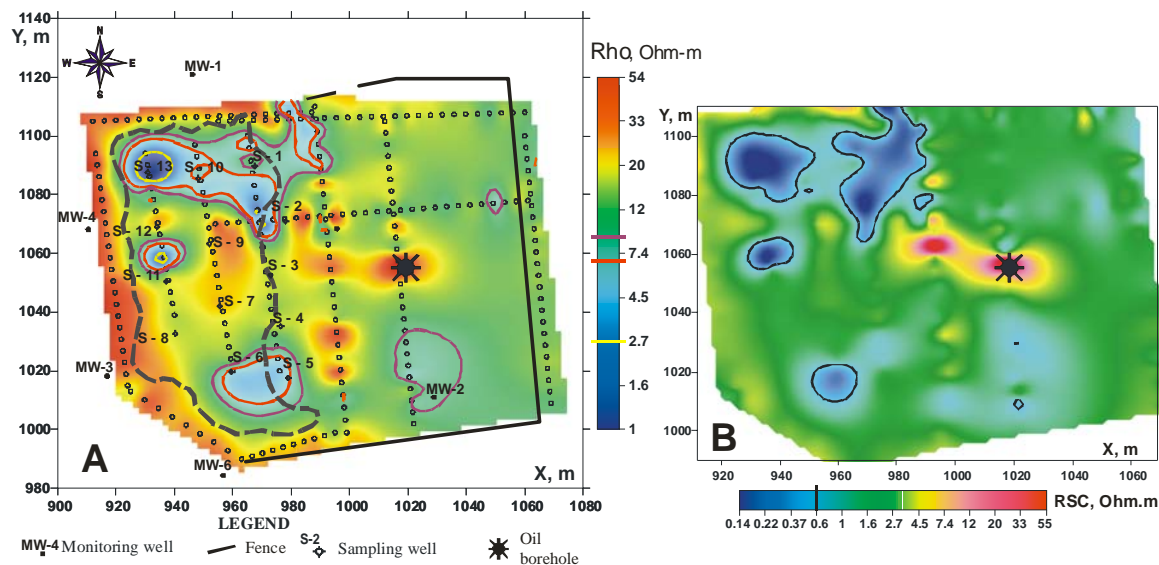 1140
Y, m
N
W E
S
MW-1
1120
1100
S - 1
S - 13
S - 10
1080
S - 2
MW-4
S - 12
S - 9
1060
S - 3
S - 11
S - 7
1040
S - 4
S - 8
S - 6
S - 5
MW-3
1020
MW-2
1000
A
MW-6
X, m
980
900 920 940 960 980 1000 1020 1040 1060 1080
Rho, Ohm-m
54
33
20
12
7.4
4.5
2.7
1.6
1
Y, m
1100
1080
1060
1040
1020
1000
B
X, m
920 940 960 980 1000 1020 1040 1060
0.14 0.22 0.37 0.6 1 1.6 2.7 4.5 7.4 12 20 33 55
RSC, Ohm.m
LEGEND
MW-4 Monitoring well
Fence
S-2 Sampling well
Oil
borehole